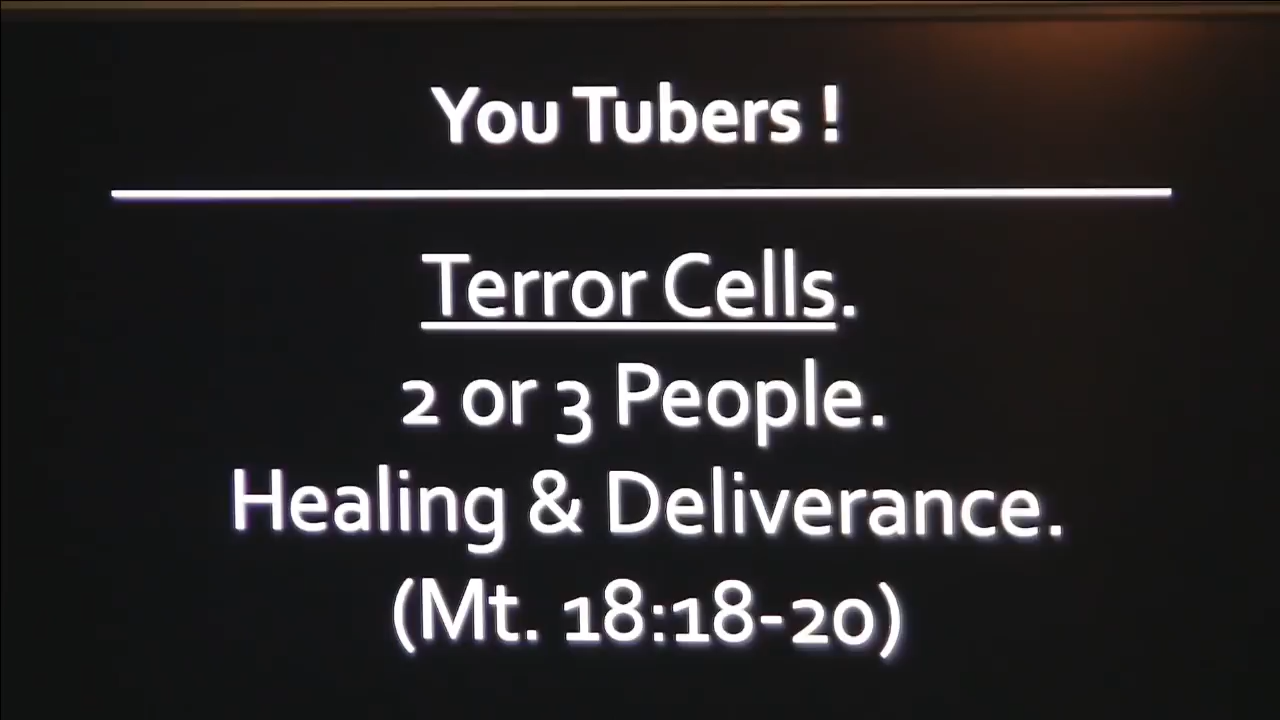 You Tubers !
Terror Cells.
2 or 3 People.
Healing & Deliverance.
(Mt. 18:18-20)